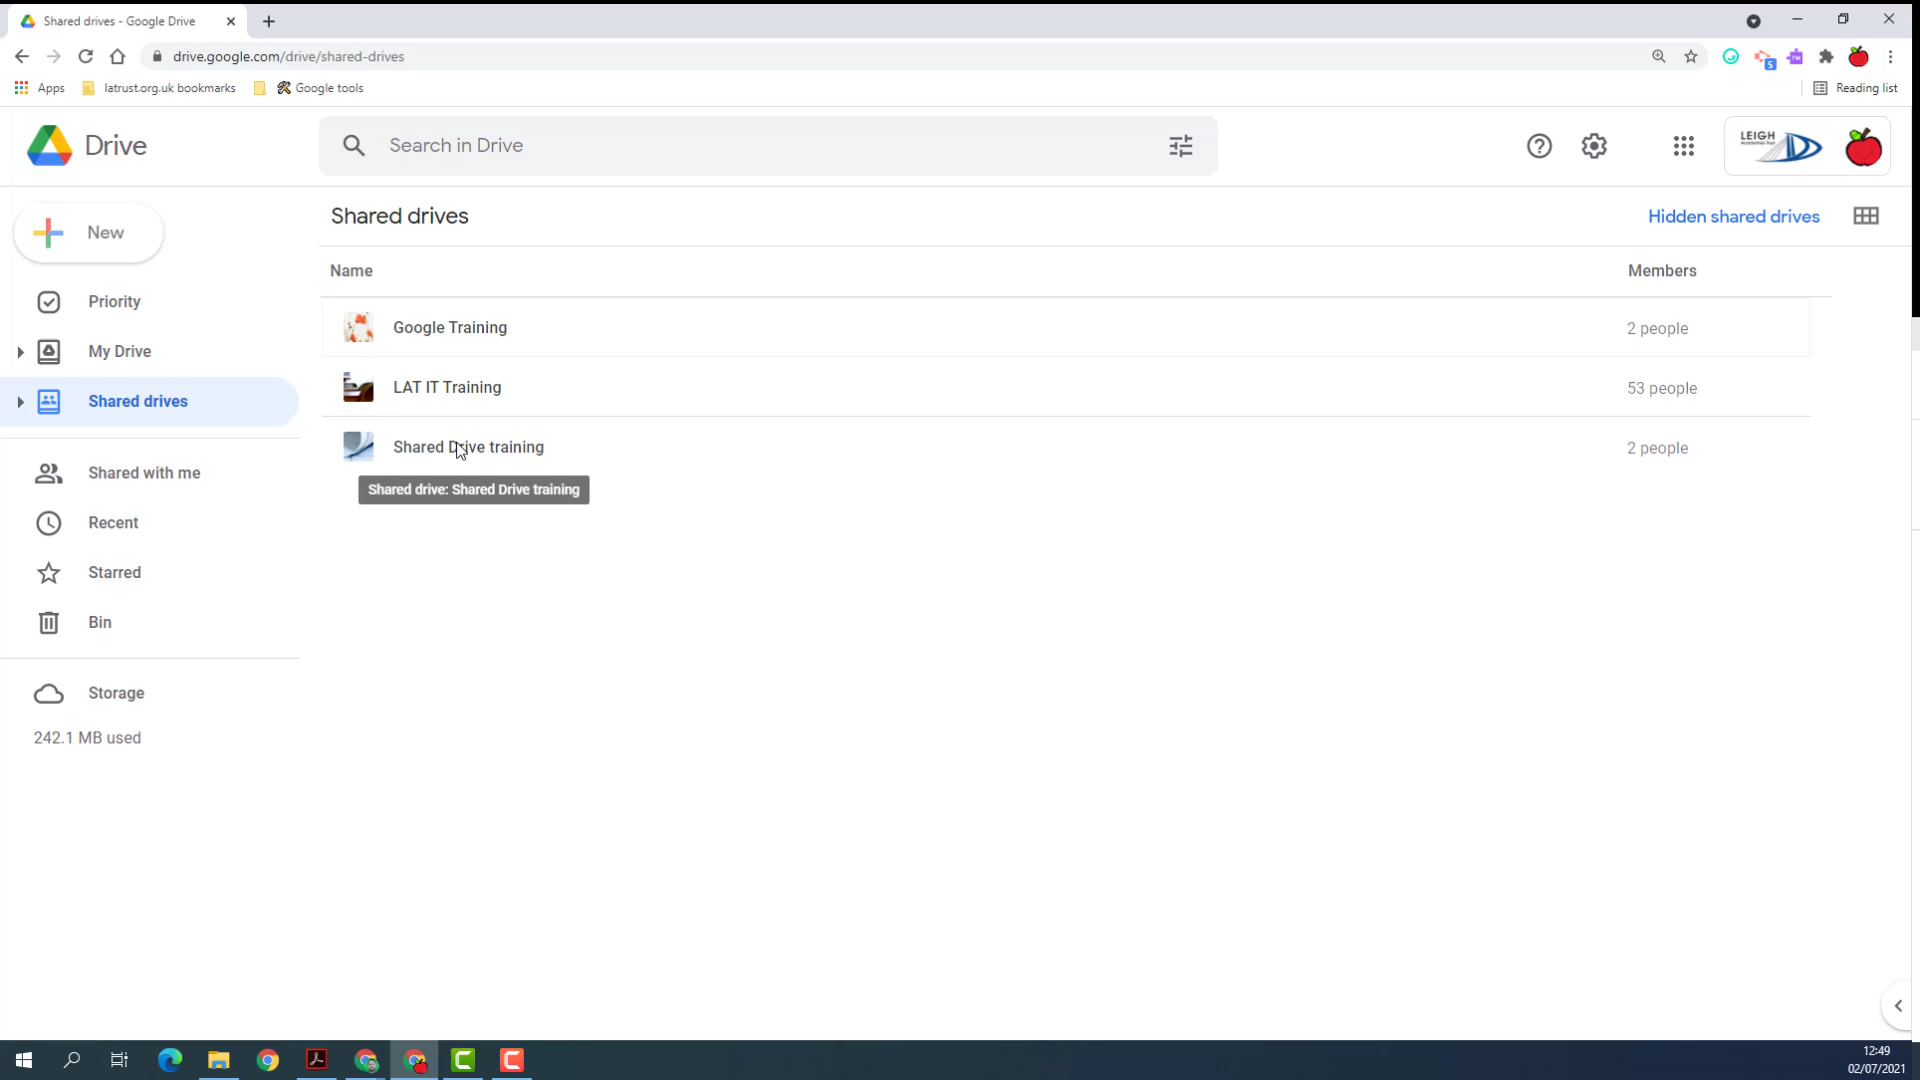 Shared drives - Google Drive
drive.google.com/drive/shared-drives
5
Apps
latrust.org.uk bookmarks
Google tools
Reading list
Drive
Search in Drive
LEIGH
New
Shared drives
Hidden shared drives
Name
Members
Priority
Google Training
2 people
My Drive
LAT IT Training
53 people
Shared drives
Shared Drive training
2 people
Shared with me
Shared drive: Shared Drive training
Recent
Starred
Bin
Storage
242.1 MB used
12:49
02/07/2021